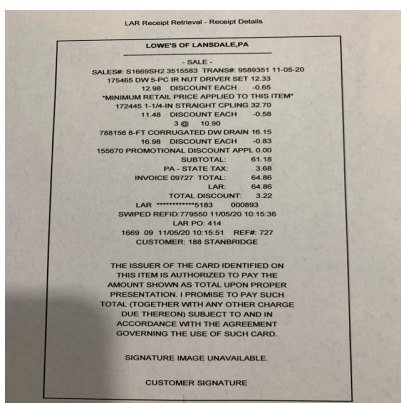 LAR Receipt Retrieval - Receipt Details
LOWE'S OF LANSDALE,PA
- SALE -
SALES#: S1669SH2 3515583 TRANS#: 9589351 11-05-20
175465 DW 5-PC IR NUT DRIVER SET 12.33
12.98 DISCOUNT EACH -0.65
*MINIMUM RETAIL PRICE APPLIED TO THIS ITEM*
172445 1-1/4-IN STRAIGHT CPLING 32.70
11.48 DISCOUNT EACH -0.58
3 @ 10.90
788156 8-FT CORRUGATED DW DRAIN 16.15
16.98 DISCOUNT EACH -0.83
155670 PROMOTIONAL DISCOUNT APPL 0.00
SUBTOTAL: 61.18
PA - STATE TAX: 3.68
INVOICE 09727 TOTAL: 64.86
LAR: 64.86
TOTAL DISCOUNT: 3.22
LAR ************5183 000893
SWIPED REFID:779550 11/05/20 10:15:36
LAR PO: 414
1669 09 11/05/20 10:15:51 REF#: 727
CUSTOMER: 188 STANBRIDGE
THE ISSUER OF THE CARD IDENTIFIED ON
THIS ITEM IS AUTHORIZED TO PAY THE
AMOUNT SHOWN AS TOTAL UPON PROPER
PRESENTATION. I PROMISE TO PAY SUCH
TOTAL (TOGETHER WITH ANY OTHER CHARGE
DUE THEREON) SUBJECT TO AND IN
ACCORDANCE WITH THE AGREEMENT
GOVERNING THE USE OF SUCH CARD.
SIGNATURE IMAGE UNAVAILABLE.
CUSTOMER SIGNATURE